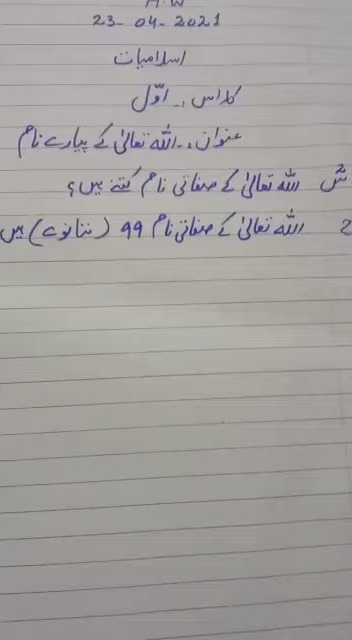 H.W
23-04-2021
اسلامیات
کلاس :۔ اوّل
عنوان :۔ اللہ تعالیٰ کے پیارے نام
س اللہ تعالیٰ کے صفاتی نام کتنے ہیں؟
ج اللہ تعالیٰ کے صفاتی نام 99 (ننانوے) ہیں